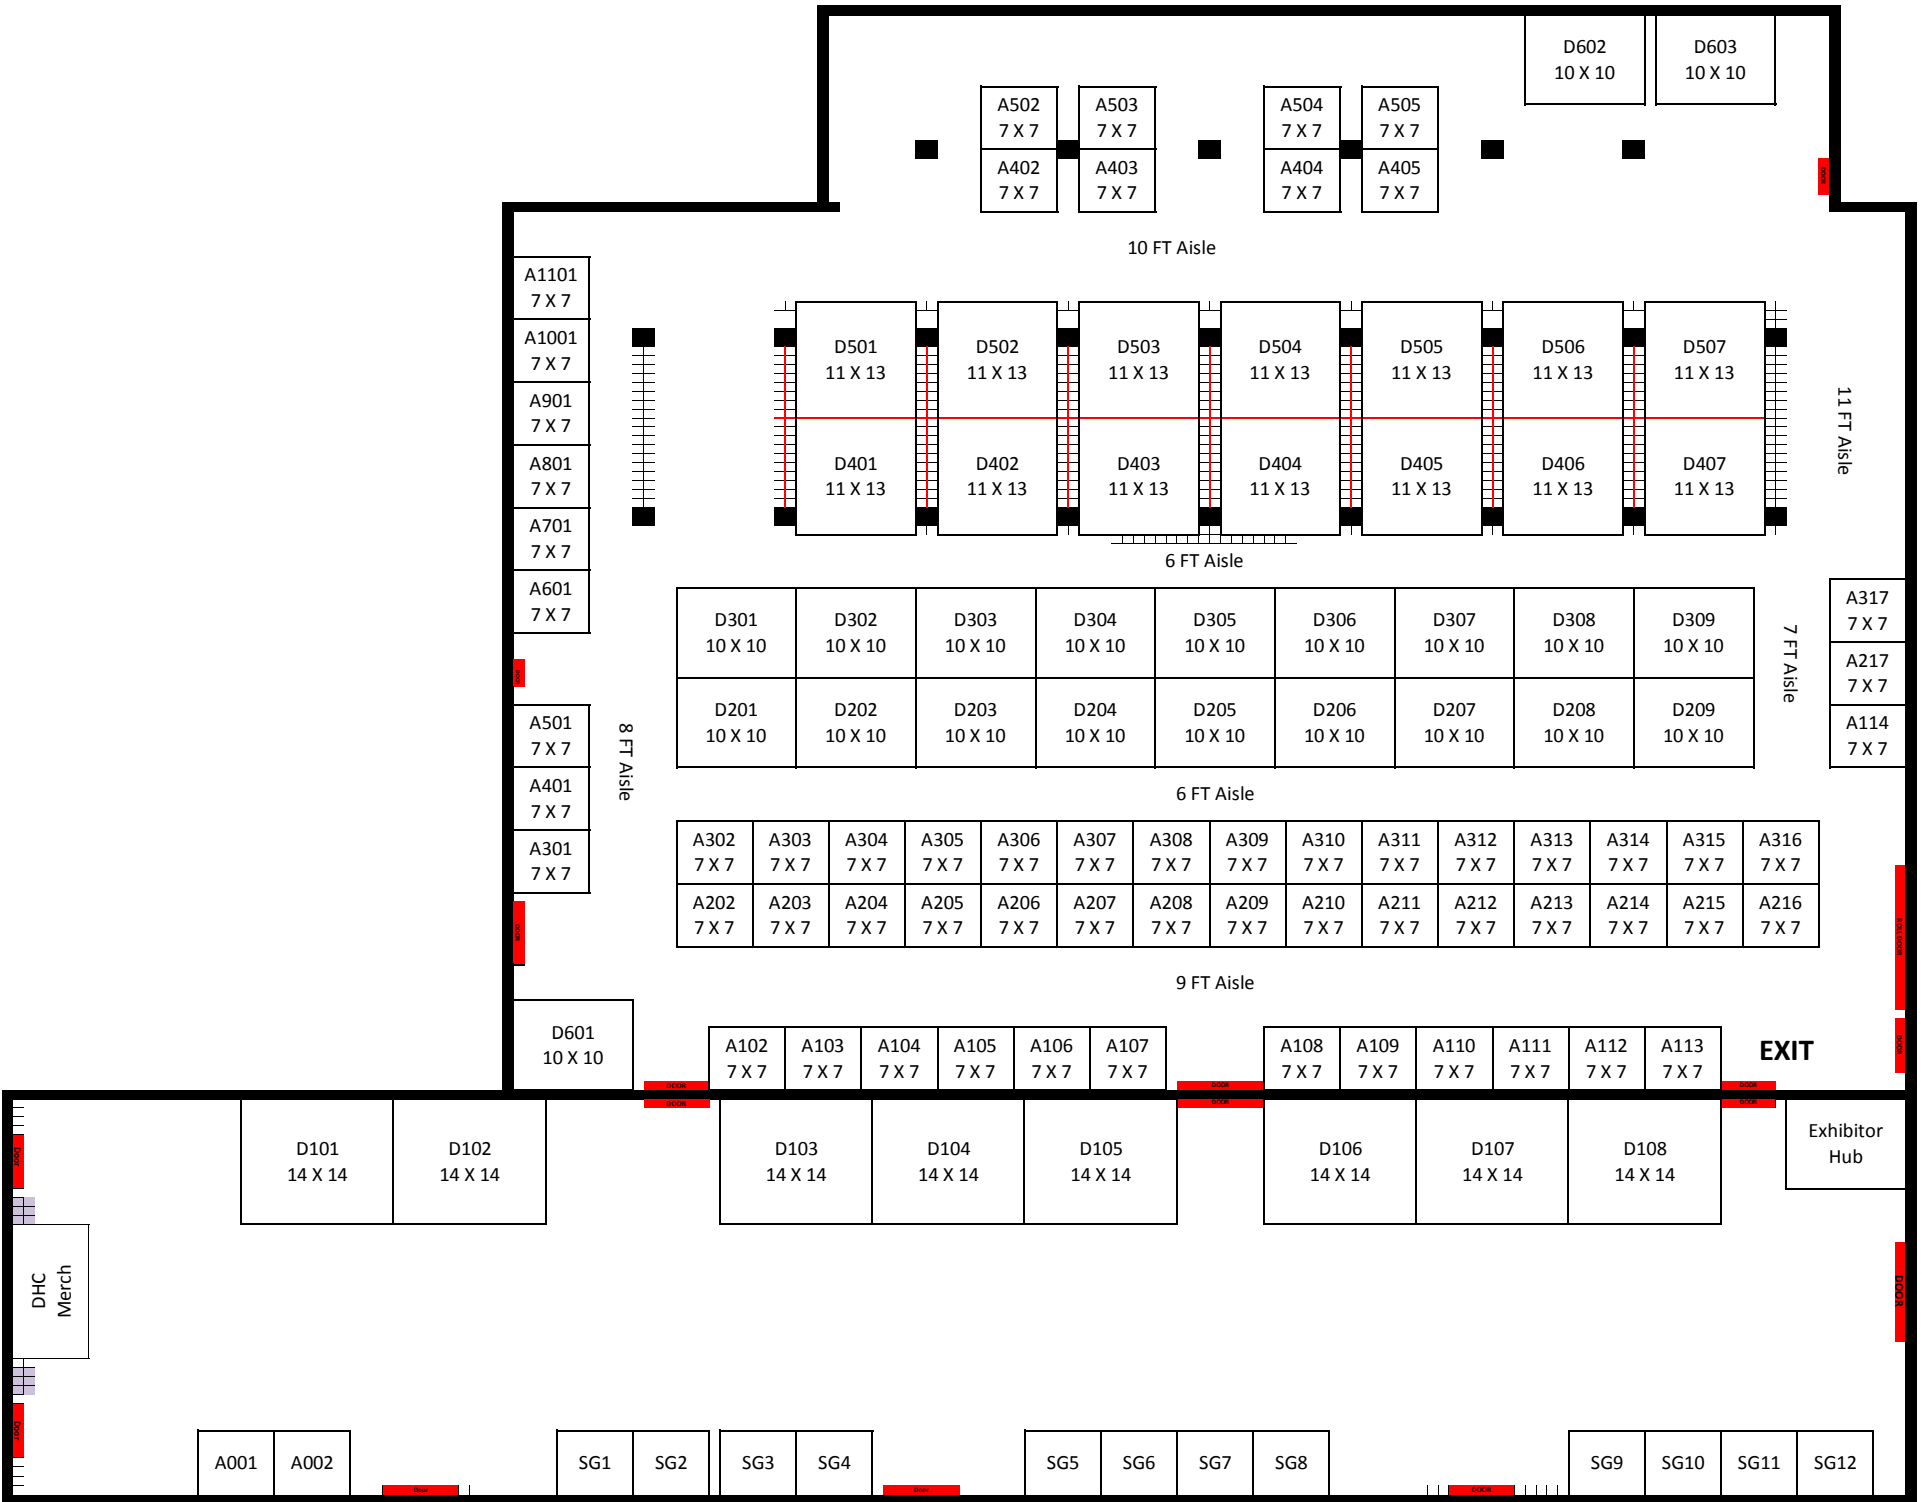 D602
10 X 10
D603
10 X 10
A502
7 X 7
A503
7 X 7
A504
7 X 7
A505
7 X 7
A402
7 X 7
A403
7 X 7
A404
7 X 7
A405
7 X 7
DOOR
10 FT Aisle
A1101
7 X 7
A1001
7 X 7
A901
7 X 7
A801
7 X 7
A701
7 X 7
A601
7 X 7
D501
11 X 13
D502
11 X 13
D503
11 X 13
D504
11 X 13
D505
11 X 13
D506
11 X 13
D507
11 X 13
D401
11 X 13
D402
11 X 13
D403
11 X 13
D404
11 X 13
D405
11 X 13
D406
11 X 13
D407
11 X 13
11 FT Aisle
6 FT Aisle
D301
10 X 10
D302
10 X 10
D303
10 X 10
D304
10 X 10
D305
10 X 10
D306
10 X 10
D307
10 X 10
D308
10 X 10
D309
10 X 10
D201
10 X 10
D202
10 X 10
D203
10 X 10
D204
10 X 10
D205
10 X 10
D206
10 X 10
D207
10 X 10
D208
10 X 10
D209
10 X 10
7 FT Aisle
A317
7 X 7
A217
7 X 7
A114
7 X 7
DOOR
A501
7 X 7
A401
7 X 7
A301
7 X 7
8 FT Aisle
6 FT Aisle
A302
7 X 7
A303
7 X 7
A304
7 X 7
A305
7 X 7
A306
7 X 7
A307
7 X 7
A308
7 X 7
A309
7 X 7
A310
7 X 7
A311
7 X 7
A312
7 X 7
A313
7 X 7
A314
7 X 7
A315
7 X 7
A316
7 X 7
A202
7 X 7
A203
7 X 7
A204
7 X 7
A205
7 X 7
A206
7 X 7
A207
7 X 7
A208
7 X 7
A209
7 X 7
A210
7 X 7
A211
7 X 7
A212
7 X 7
A213
7 X 7
A214
7 X 7
A215
7 X 7
A216
7 X 7
DOOR
ROLL DOOR
9 FT Aisle
D601
10 X 10
A102
7 X 7
A103
7 X 7
A104
7 X 7
A105
7 X 7
A106
7 X 7
A107
7 X 7
A108
7 X 7
A109
7 X 7
A110
7 X 7
A111
7 X 7
A112
7 X 7
A113
7 X 7
EXIT
DOOR
DOOR
DOOR
DOOR
DOOR
DOOR
DOOR
D101
14 X 14
D102
14 X 14
D103
14 X 14
D104
14 X 14
D105
14 X 14
D106
14 X 14
D107
14 X 14
D108
14 X 14
Exhibitor
Hub
Door
DHC
Merch
DOOR
Door
A001
A002
SG1
SG2
SG3
SG4
SG5
SG6
SG7
SG8
SG9
SG10
SG11
SG12
Door
Door
DOOR